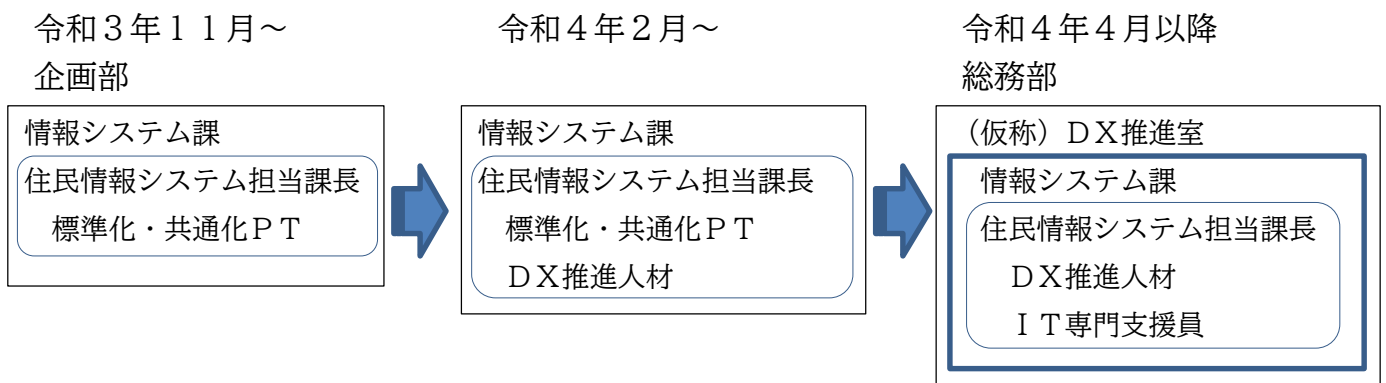 令和３年１１月～
企画部
情報システム課
住民情報システム担当課長
標準化・共通化ＰＴ
令和４年２月～
情報システム課
住民情報システム担当課長
標準化・共通化ＰＴ
ＤＸ推進人材
令和４年４月以降
総務部
（仮称）ＤＸ推進室
情報システム課
住民情報システム担当課長
ＤＸ推進人材
ＩＴ専門支援員